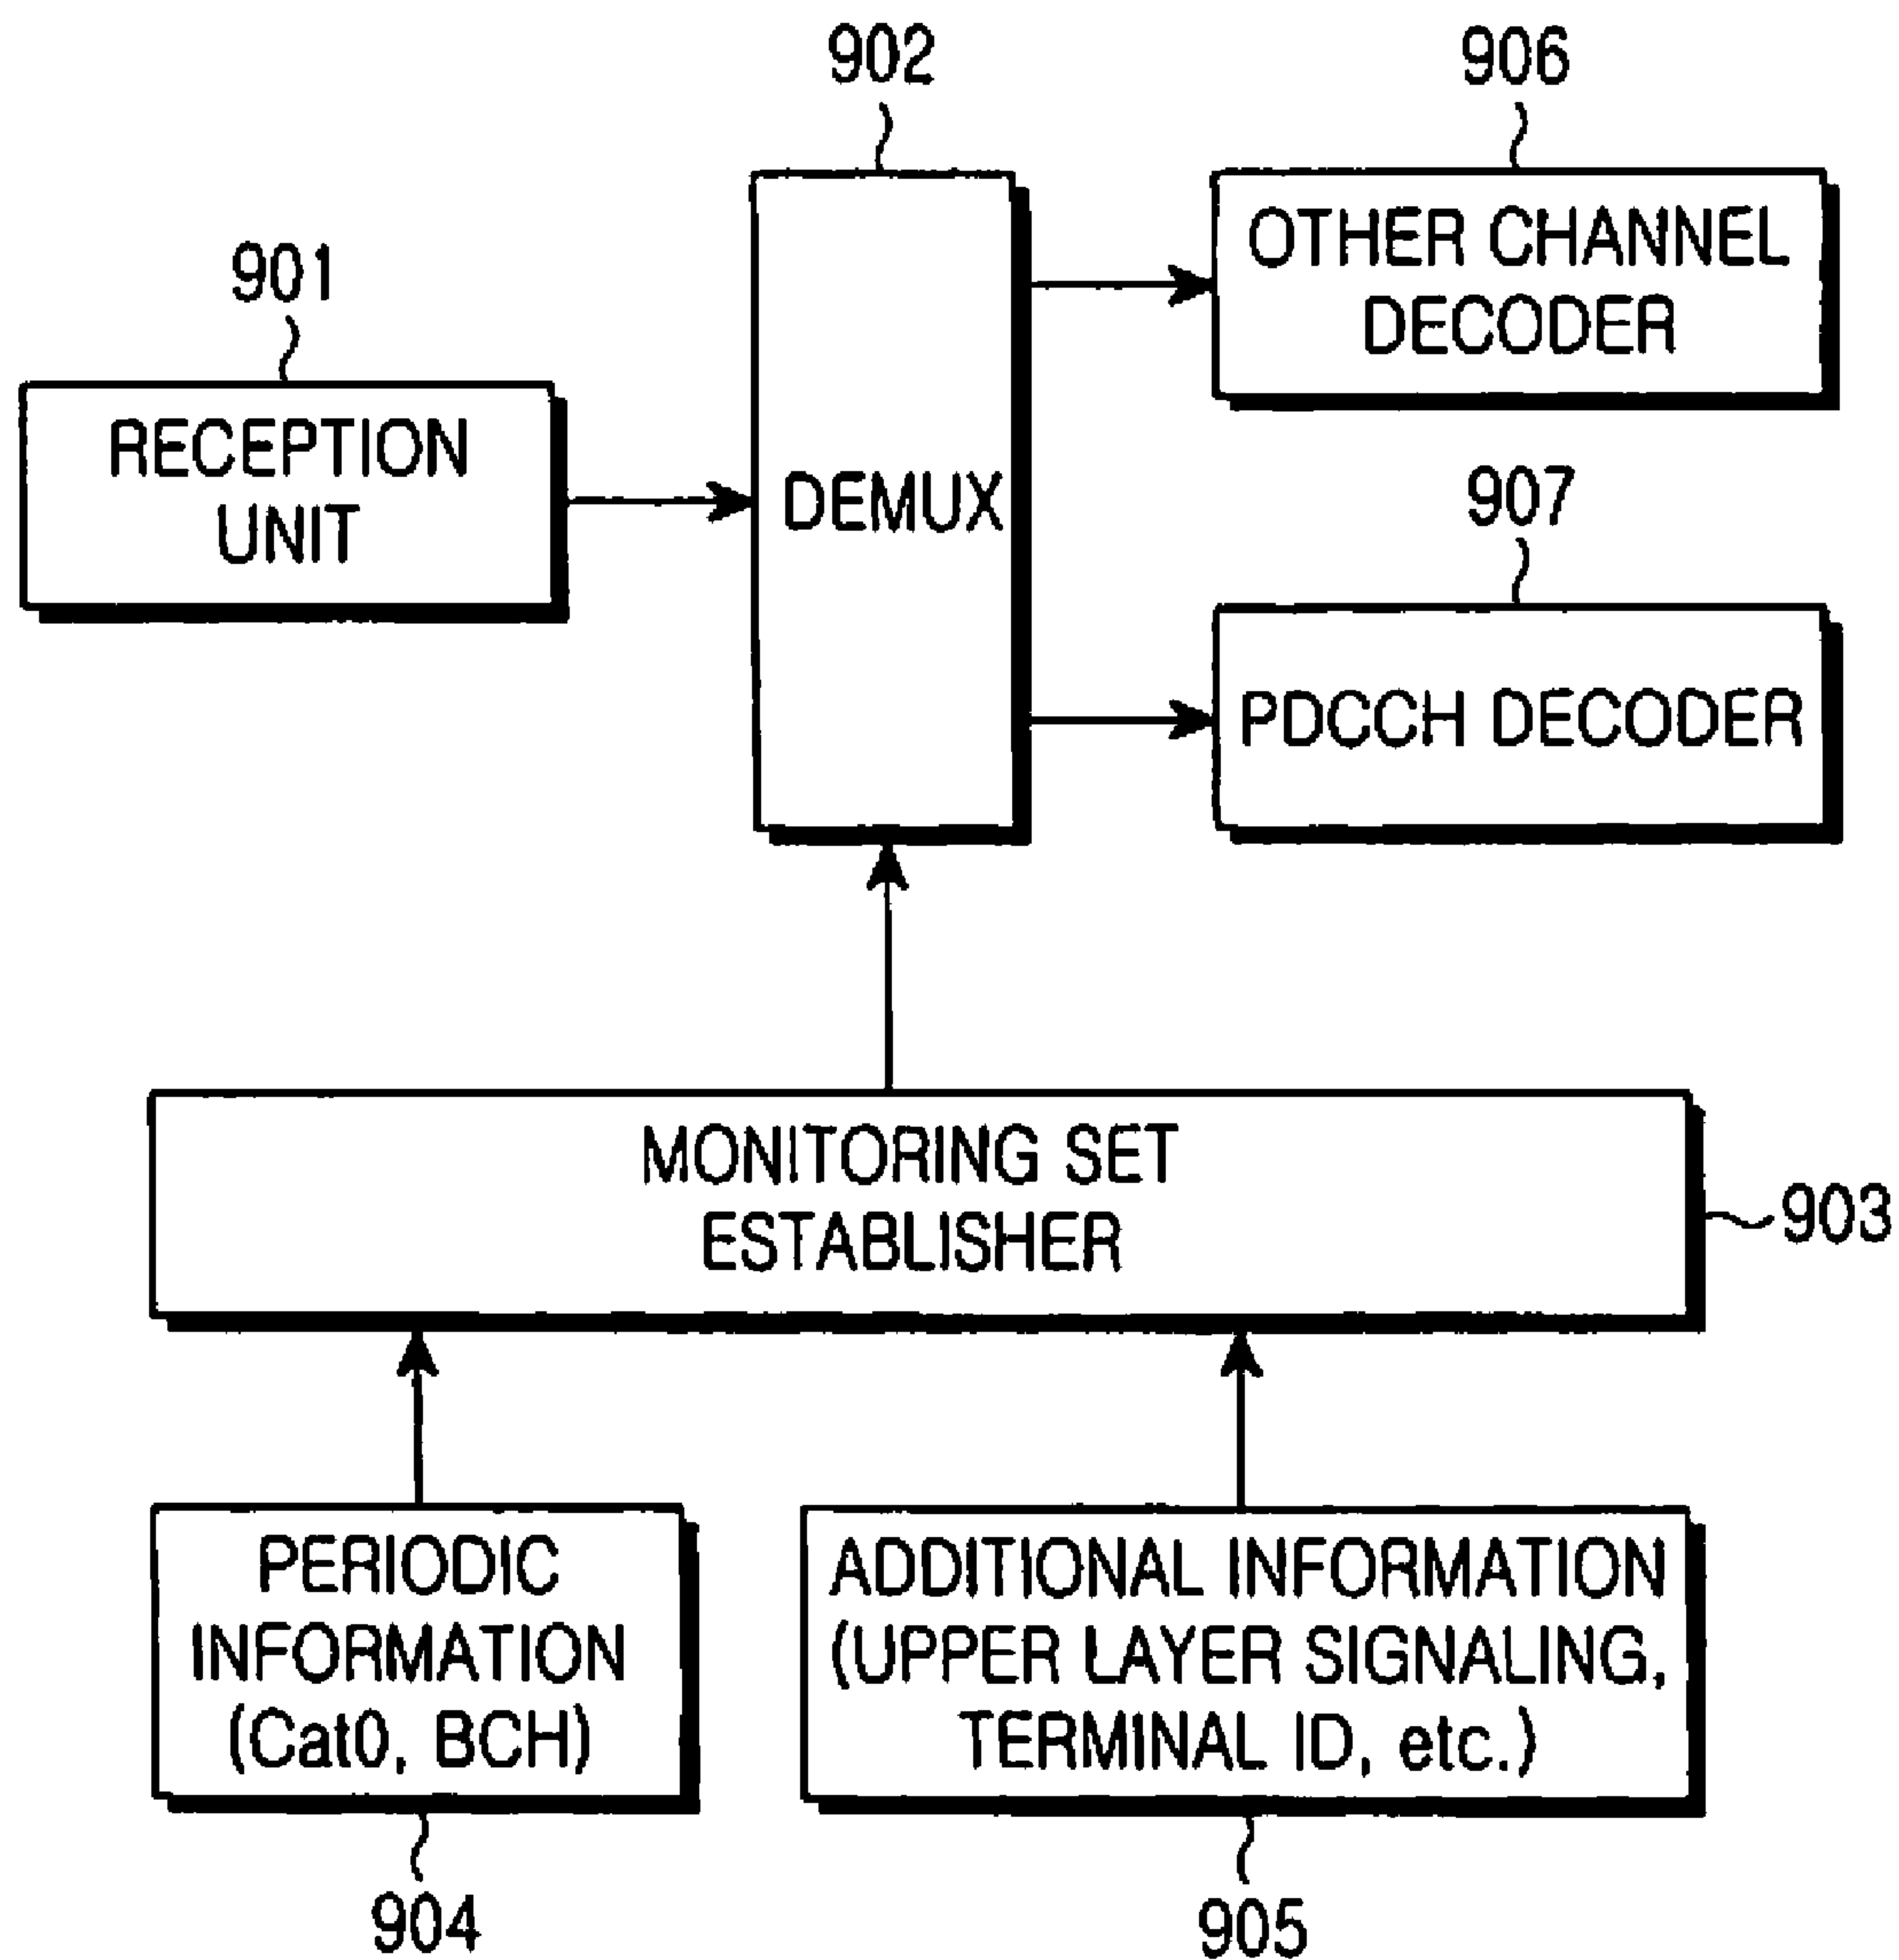 902
906
901
OTHER CHANNEL
DECODER
RECEPTION
UNIT
DEMUX
907
PDCCH DECODER
MONITORING SET
ESTABLISHER
903
PERIODIC
INFORMATION
(Cat0, BCH)
ADDITIONAL INFORMATION
(UPPER LAYER SIGNALING,
TERMINAL ID, etc.)
904
905